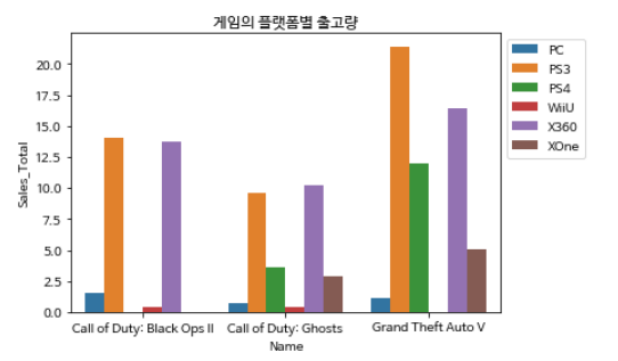 게임의 플랫폼별 출고량
20.0
17.5
15.0
12.5
10.0
7.5
5.0
2.5
0.0
Sales_Total
Call of Duty: Black Ops II
Call of Duty: Ghosts
Grand Theft Auto V
Name
PC
PS3
PS4
WiiU
X360
XOne